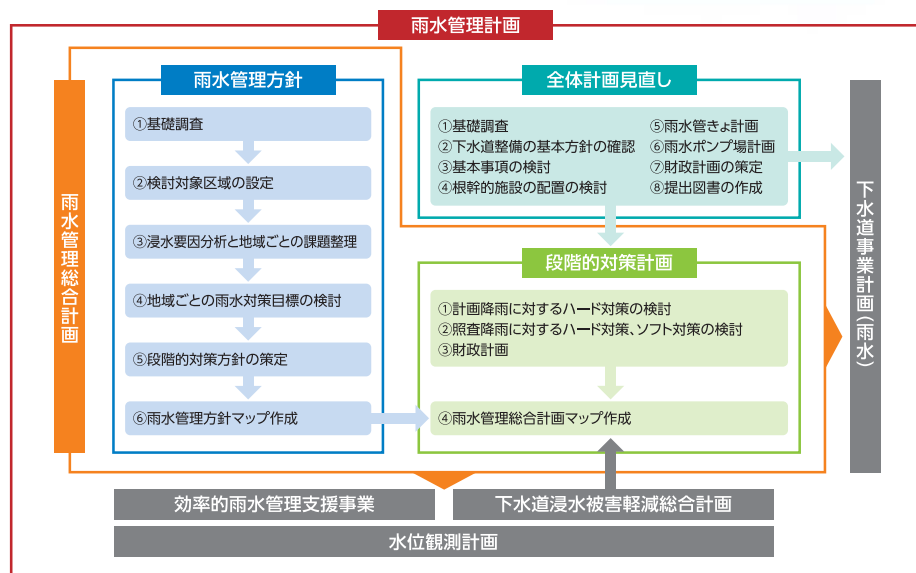 雨水管理計画
雨水管理総合計画
雨水管理方針
①基礎調査
②検討対象区域の設定
③浸水要因分析と地域ごとの課題整理
④地域ごとの雨水対策目標の検討
⑤段階的対策方針の策定
⑥雨水管理方針マップ作成
全体計画見直し
①基礎調査
②下水道整備の基本方針の確認
③基本事項の検討
④根幹的施設の配置の検討
⑤雨水管きょ計画
⑥雨水ポンプ場計画
⑦財政計画の策定
⑧提出図書の作成
段階的対策計画
①計画降雨に対するハード対策の検討
②照査降雨に対するハード対策、ソフト対策の検討
③財政計画
④雨水管理総合計画マップ作成
下水道事業計画(雨水)
効率的雨水管理支援事業
下水道浸水被害軽減総合計画
水位観測計画